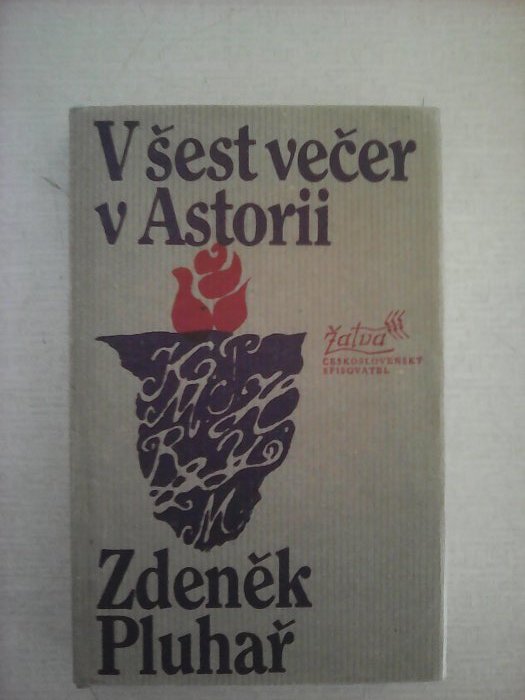 V šest večer
v Astorii
Žatva
ČESKOSLOVENSKÝ
SPISOVATEL
Zdeněk
Pluhař